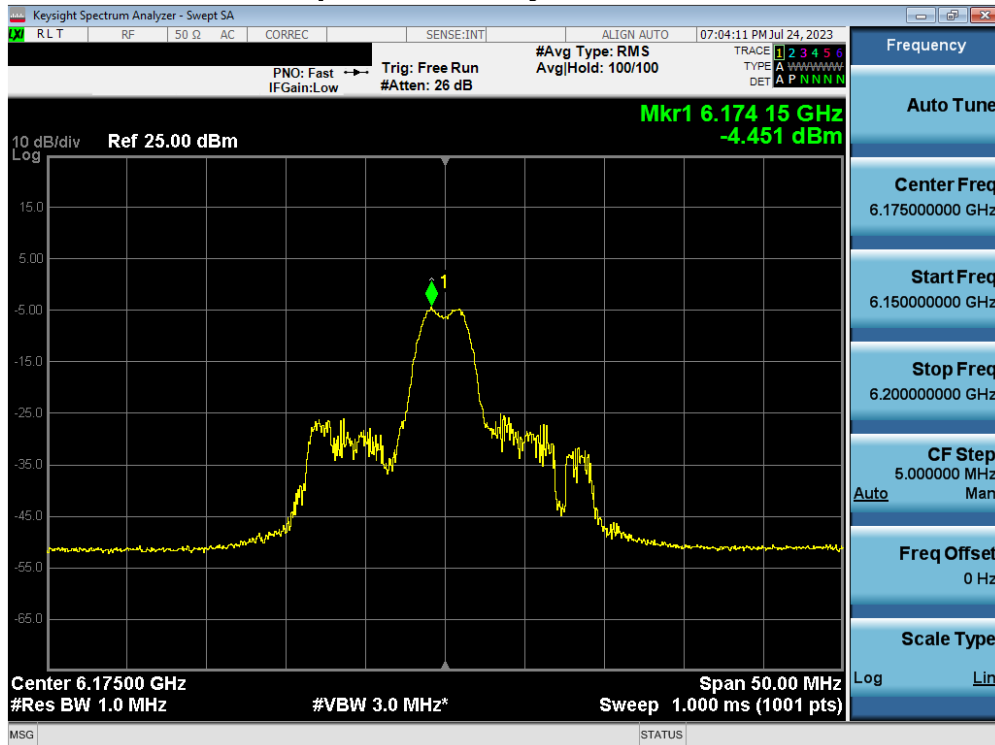 Keysight Spectrum Analyzer - Swept SA
LXI RLT RF 50 Ω AC CORREC SENSE:INT ALIGN AUTO 07:04:11 PM Jul 24, 2023
PNO: Fast
IFGain:Low
Trig: Free Run
#Atten: 26 dB
#Avg Type: RMS
Avg|Hold: 100/100
TRACE 1 2 3 4 5 6
TYPE A WWWWW
DET A P N N N N
Mkr1 6.174 15 GHz
-4.451 dBm
10 dB/div Ref 25.00 dBm
Log
15.0
5.00
1
-5.00
-15.0
-25.0
-35.0
-45.0
-55.0
-65.0
Center 6.17500 GHz Span 50.00 MHz
#Res BW 1.0 MHz #VBW 3.0 MHz* Sweep 1.000 ms (1001 pts)
MSG STATUS
Frequency
Auto Tune
Center Freq
6.175000000 GHz
Start Freq
6.150000000 GHz
Stop Freq
6.200000000 GHz
CF Step
5.000000 MHz
Auto Man
Freq Offset
0 Hz
Scale Type
Log Lin